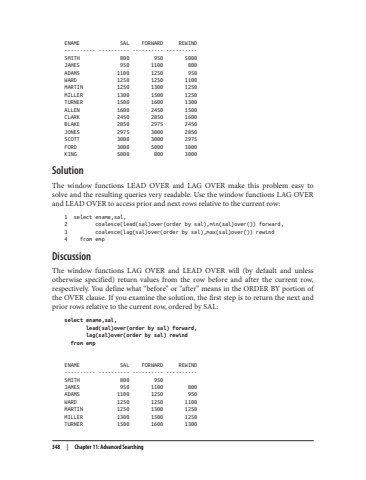 ENAME SAL FORWARD REWIND
---------- ---------- ---------- ----------
SMITH 800 950 5000
JAMES 950 1100 800
ADAMS 1100 1250 950
WARD 1250 1250 1100
MARTIN 1250 1300 1250
MILLER 1300 1500 1250
TURNER 1500 1600 1300
ALLEN 1600 2450 1500
CLARK 2450 2850 1600
BLAKE 2850 2975 2450
JONES 2975 3000 2850
SCOTT 3000 3000 2975
FORD 3000 5000 3000
KING 5000 800 3000
Solution
The window functions LEAD OVER and LAG OVER make this problem easy to
solve and the resulting queries very readable. Use the window functions LAG OVER
and LEAD OVER to access prior and next rows relative to the current row:
1 select ename,sal,
2 coalesce(lead(sal)over(order by sal),min(sal)over()) forward,
3 coalesce(lag(sal)over(order by sal),max(sal)over()) rewind
4 from emp
Discussion
The window functions LAG OVER and LEAD OVER will (by default and unless
otherwise specified) return values from the row before and after the current row,
respectively. You define what "before" or "after" means in the ORDER BY portion of
the OVER clause. If you examine the solution, the first step is to return the next and
prior rows relative to the current row, ordered by SAL:
select ename,sal,
lead(sal)over(order by sal) forward,
lag(sal)over(order by sal) rewind
from emp
ENAME SAL FORWARD REWIND
---------- ---------- ---------- ----------
SMITH 800 950
JAMES 950 1100 800
ADAMS 1100 1250 950
WARD 1250 1250 1100
MARTIN 1250 1300 1250
MILLER 1300 1500 1250
TURNER 1500 1600 1300
348 | Chapter 11: Advanced Searching